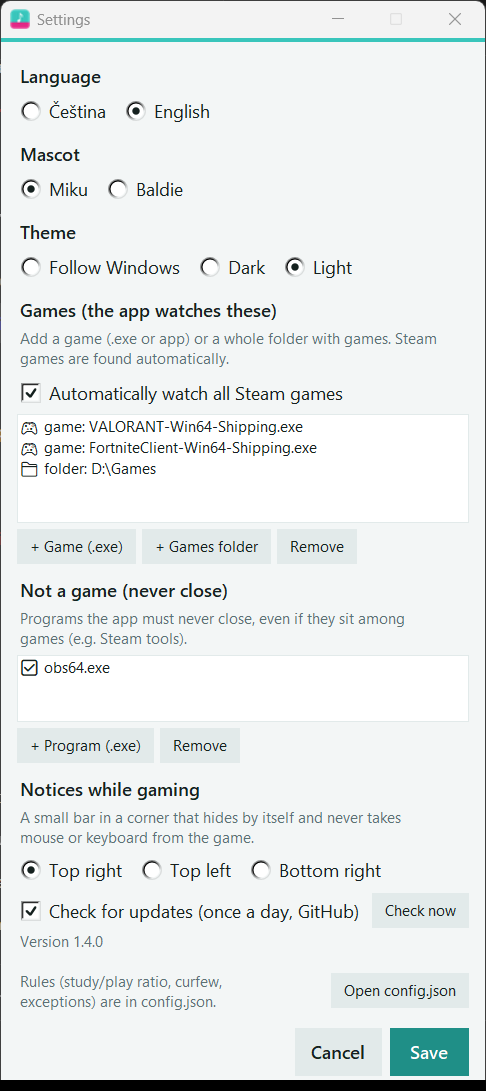 Settings
Language
Čeština English
Mascot
Miku Baldie
Theme
Follow Windows Dark Light
Games (the app watches these)
Add a game (.exe or app) or a whole folder with games. Steam
games are found automatically.
Automatically watch all Steam games
game: VALORANT-Win64-Shipping.exe
game: FortniteClient-Win64-Shipping.exe
folder: D:\Games
+ Game (.exe) + Games folder Remove
Not a game (never close)
Programs the app must never close, even if they sit among
games (e.g. Steam tools).
obs64.exe
+ Program (.exe) Remove
Notices while gaming
A small bar in a corner that hides by itself and never takes
mouse or keyboard from the game.
Top right Top left Bottom right
Check for updates (once a day, GitHub) Check now
Version 1.4.0
Rules (study/play ratio, curfew,
exceptions) are in config.json.
Open config.json
Cancel Save